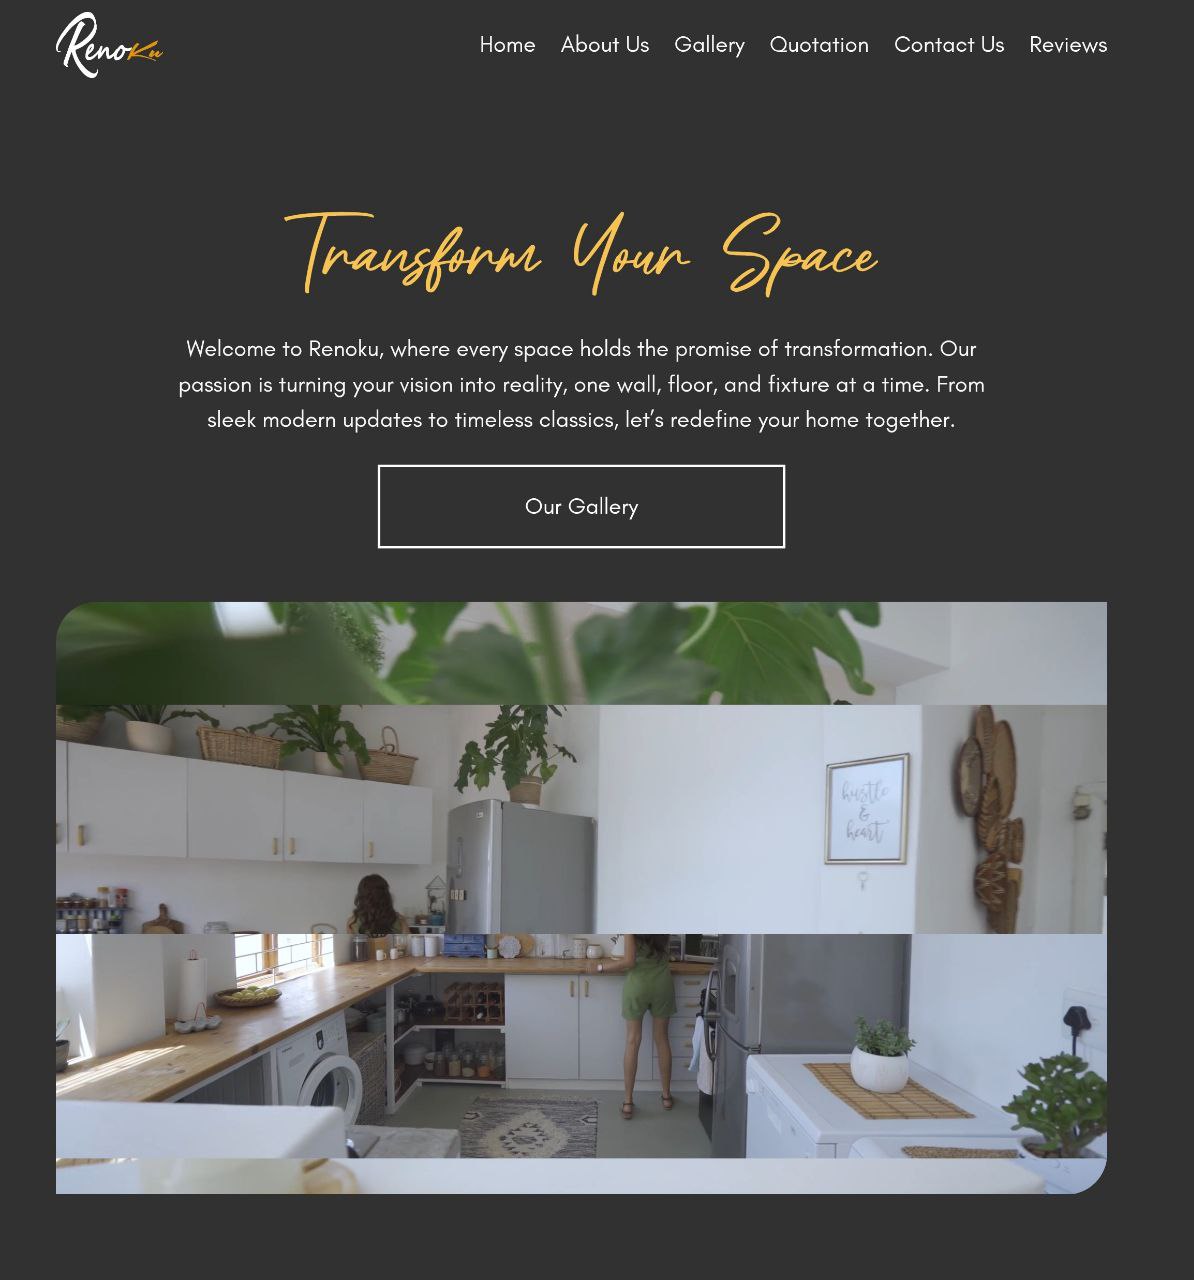 RenoKu
Home About Us Gallery Quotation Contact Us Reviews
Transform Your Space
Welcome to Renoku, where every space holds the promise of transformation. Our
passion is turning your vision into reality, one wall, floor, and fixture at a time. From
sleek modern updates to timeless classics, let's redefine your home together.
Our Gallery
hustle
&
heart